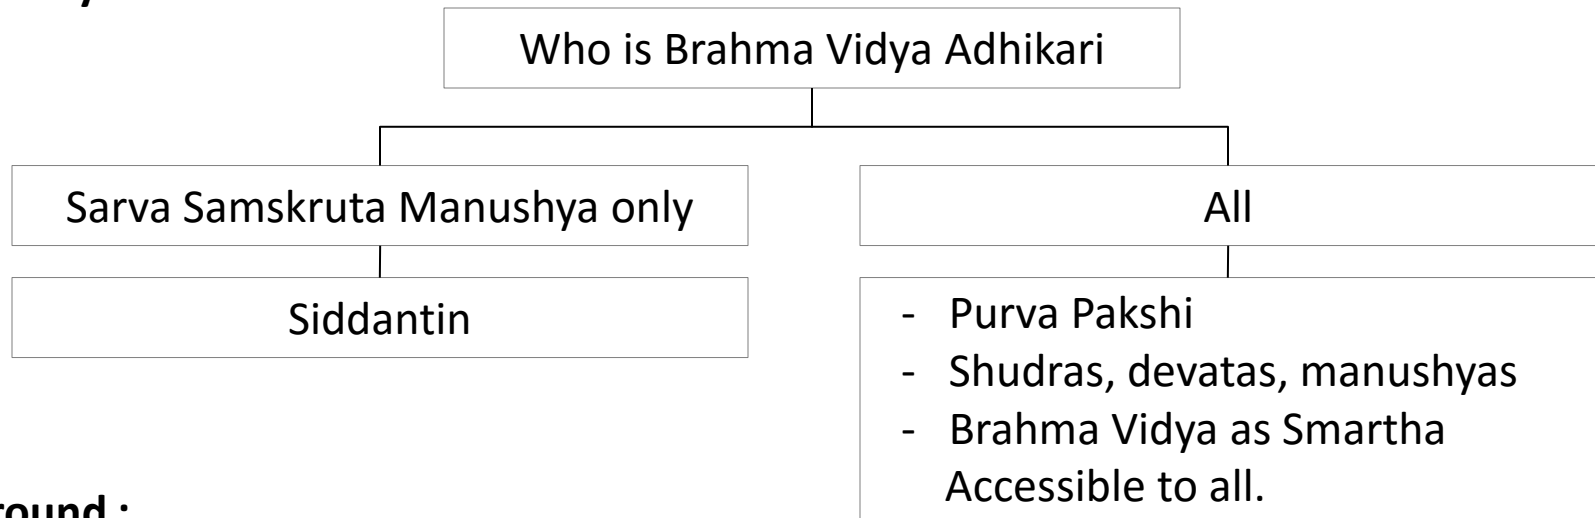 Who is Brahma Vidya Adhikari
Sarva Samskruta Manushya only
All
Siddantin
- Purva Pakshi
- Shudras, devatas, manushyas
- Brahma Vidya as Smartha
Accessible to all.
round :